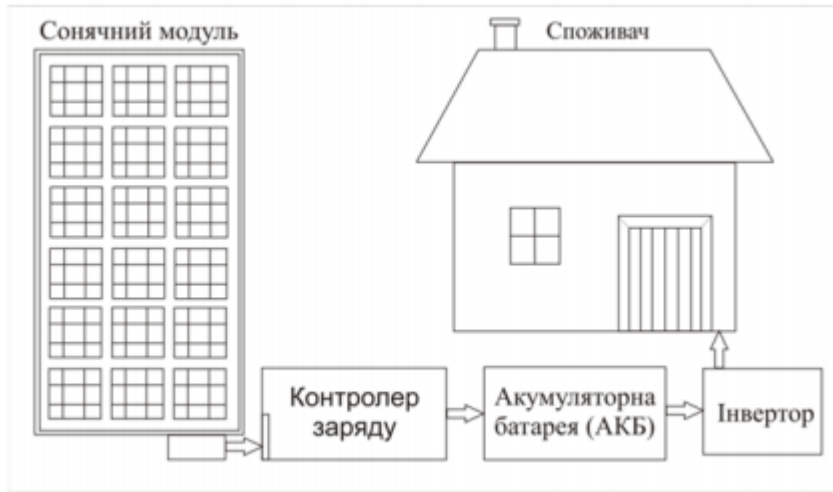 Сонячний модуль
Споживач
Контролер
заряду
Акумуляторна
батарея (АКБ)
Інвертор